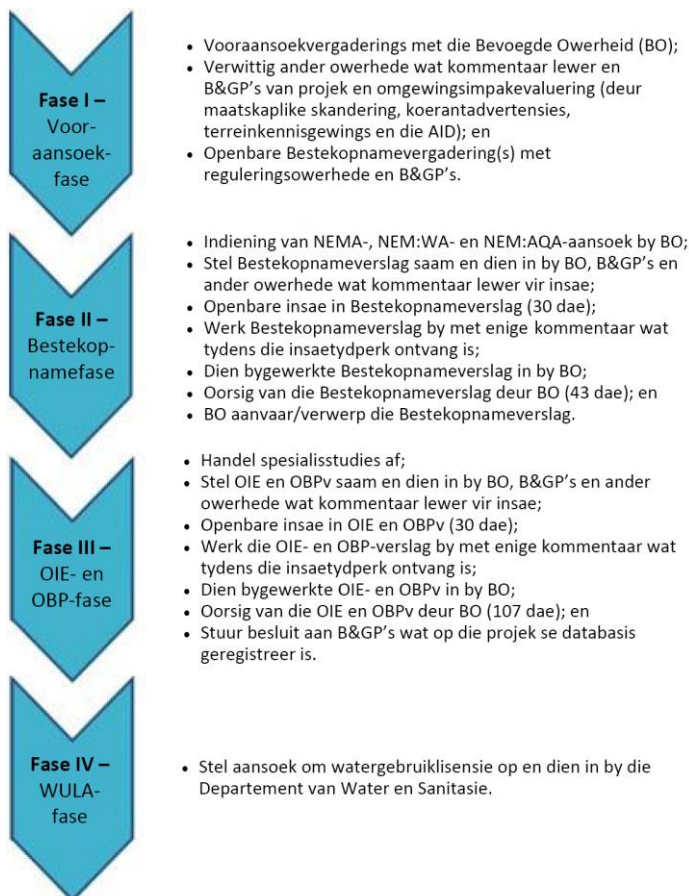 Fase I –
Voor-
aansoek-
fase
• Vooraansoekvergaderings met die Bevoegde Owerheid (BO);
• Verwittig ander owerhede wat kommentaar lewer en
B&GP’s van projek en omgewingsimpakevaluering (deur
maatskaplike skandering, koerantadvertensies,
terreinkennisgewings en die AID); en
• Openbare Bestekopnamevergadering(s) met
reguleringsowerhede en B&GP’s.
Fase II –
Bestekop-
namefase
• Indiening van NEMA-, NEM:WA- en NEM:AQA-aansoek by BO;
• Stel Bestekopnameverslag saam en dien in by BO, B&GP’s en
ander owerhede wat kommentaar lewer vir insae;
• Openbare insae in Bestekopnameverslag (30 dae);
• Werk Bestekopnameverslag by met enige kommentaar wat
tydens die insaetydperk ontvang is;
• Dien bygewerkte Bestekopnameverslag in by BO;
• Oorsig van die Bestekopnameverslag deur BO (43 dae); en
• BO aanvaar/verwerp die Bestekopnameverslag.
Fase III –
OIE- en
OBP-fase
• Handel spesialisstudies af;
• Stel OIE en OBPv saam en dien in by BO, B&GP’s en ander
owerhede wat kommentaar lewer vir insae;
• Openbare insae in OIE en OBPv (30 dae);
• Werk die OIE- en OBP-verslag by met enige kommentaar wat
tydens die insaetydperk ontvang is;
• Dien bygewerkte OIE- en OBPv in by BO;
• Oorsig van die OIE en OBPv deur BO (107 dae); en
• Stuur besluit aan B&GP’s wat op die projek se databasis
geregistreer is.
Fase IV –
WULA-
fase
• Stel aansoek om watergebruiklisensie op en dien in by die
Departement van Water en Sanitasie.